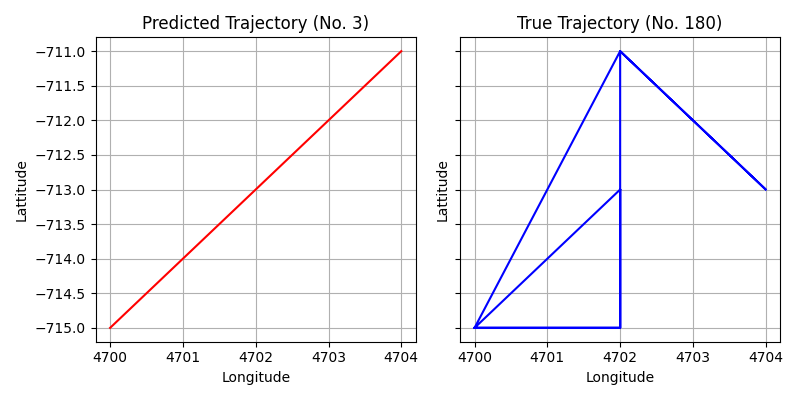 Predicted Trajectory (No. 3)
True Trajectory (No. 180)
Lattitude
−711.0
−711.5
−712.0
−712.5
−713.0
−713.5
−714.0
−714.5
−715.0
4700 4701 4702 4703 4704
Longitude
Lattitude
4700 4701 4702 4703 4704
Longitude